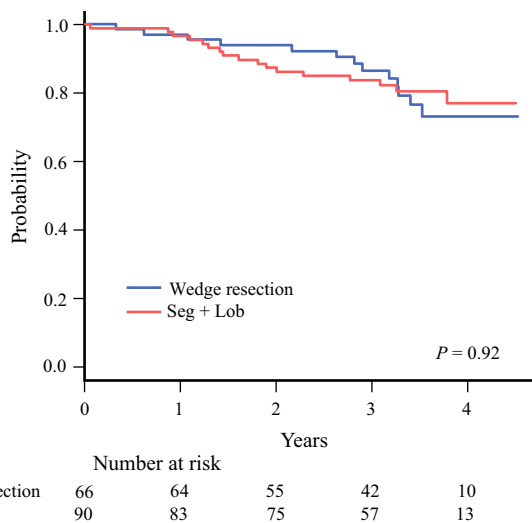 1.0
0.8
0.6
0.4
0.2
0.0
Probability
Wedge resection
Seg + Lob
P = 0.92
0 1 2 3 4
Years
Number at risk
ection 66 64 55 42 10
90 83 75 57 13